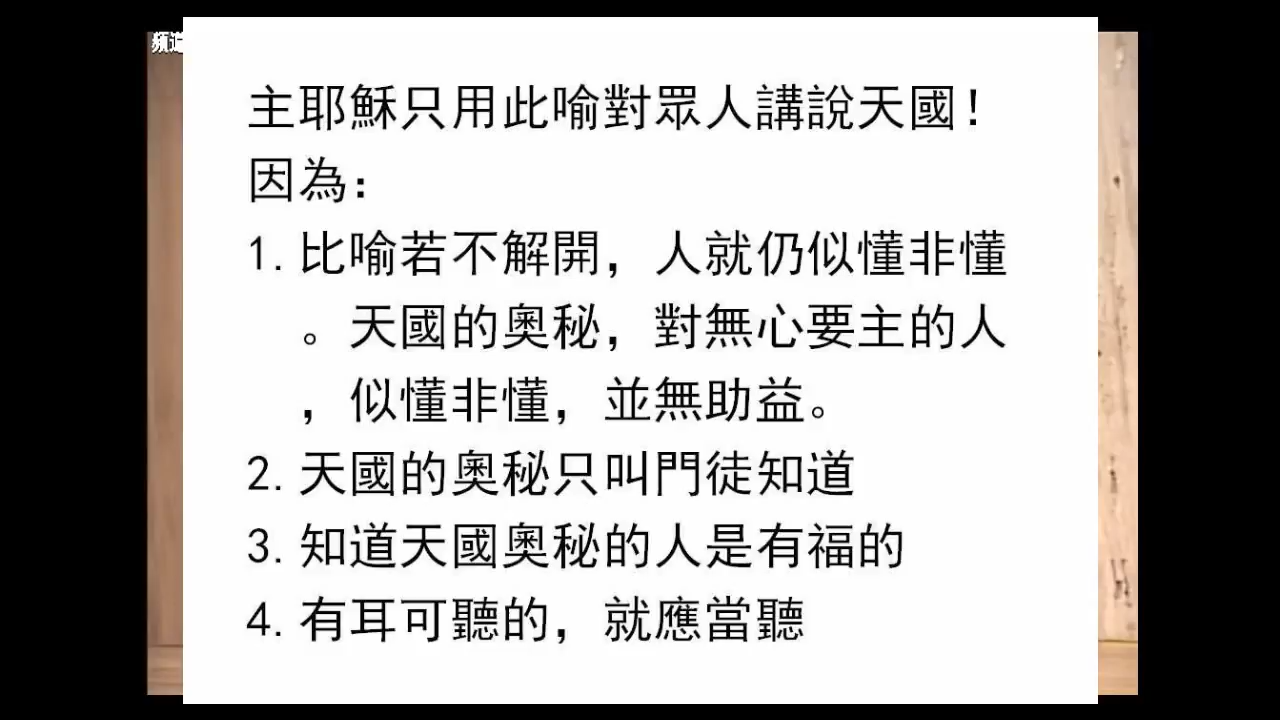 頻道
主耶穌只用此喻對眾人講說天國！
因為：
1. 比喻若不解開，人就仍似懂非懂
。天國的奧秘，對無心要主的人
，似懂非懂，並無助益。
2. 天國的奧秘只叫門徒知道
3. 知道天國奧秘的人是有福的
4. 有耳可聽的，就應當聽